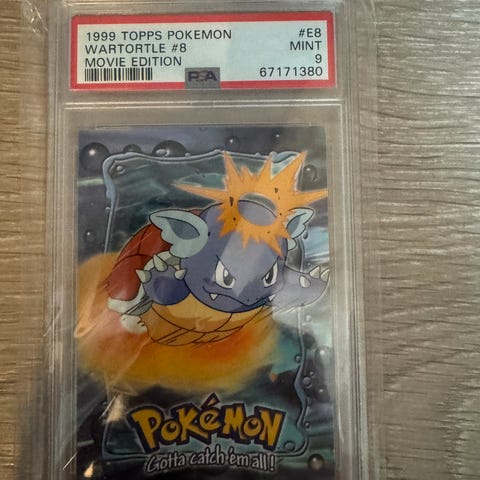 1999 TOPPS POKEMON #E8
WARTORTLE #8 MINT
MOVIE EDITION 9
PSA 67171380
POKéMON
Gotta catch 'em all!